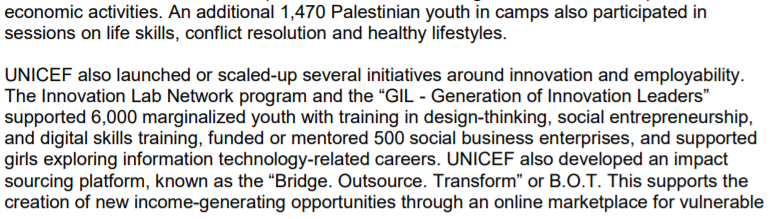 economic activities. An additional 1,470 Palestinian youth in camps also participated in
sessions on life skills, conflict resolution and healthy lifestyles.
UNICEF also launched or scaled-up several initiatives around innovation and employability.
The Innovation Lab Network program and the “GIL - Generation of Innovation Leaders”
supported 6,000 marginalized youth with training in design-thinking, social entrepreneurship,
and digital skills training, funded or mentored 500 social business enterprises, and supported
girls exploring information technology-related careers. UNICEF also developed an impact
sourcing platform, known as the “Bridge. Outsource. Transform” or B.O.T. This supports the
creation of new income-generating opportunities through an online marketplace for vulnerable